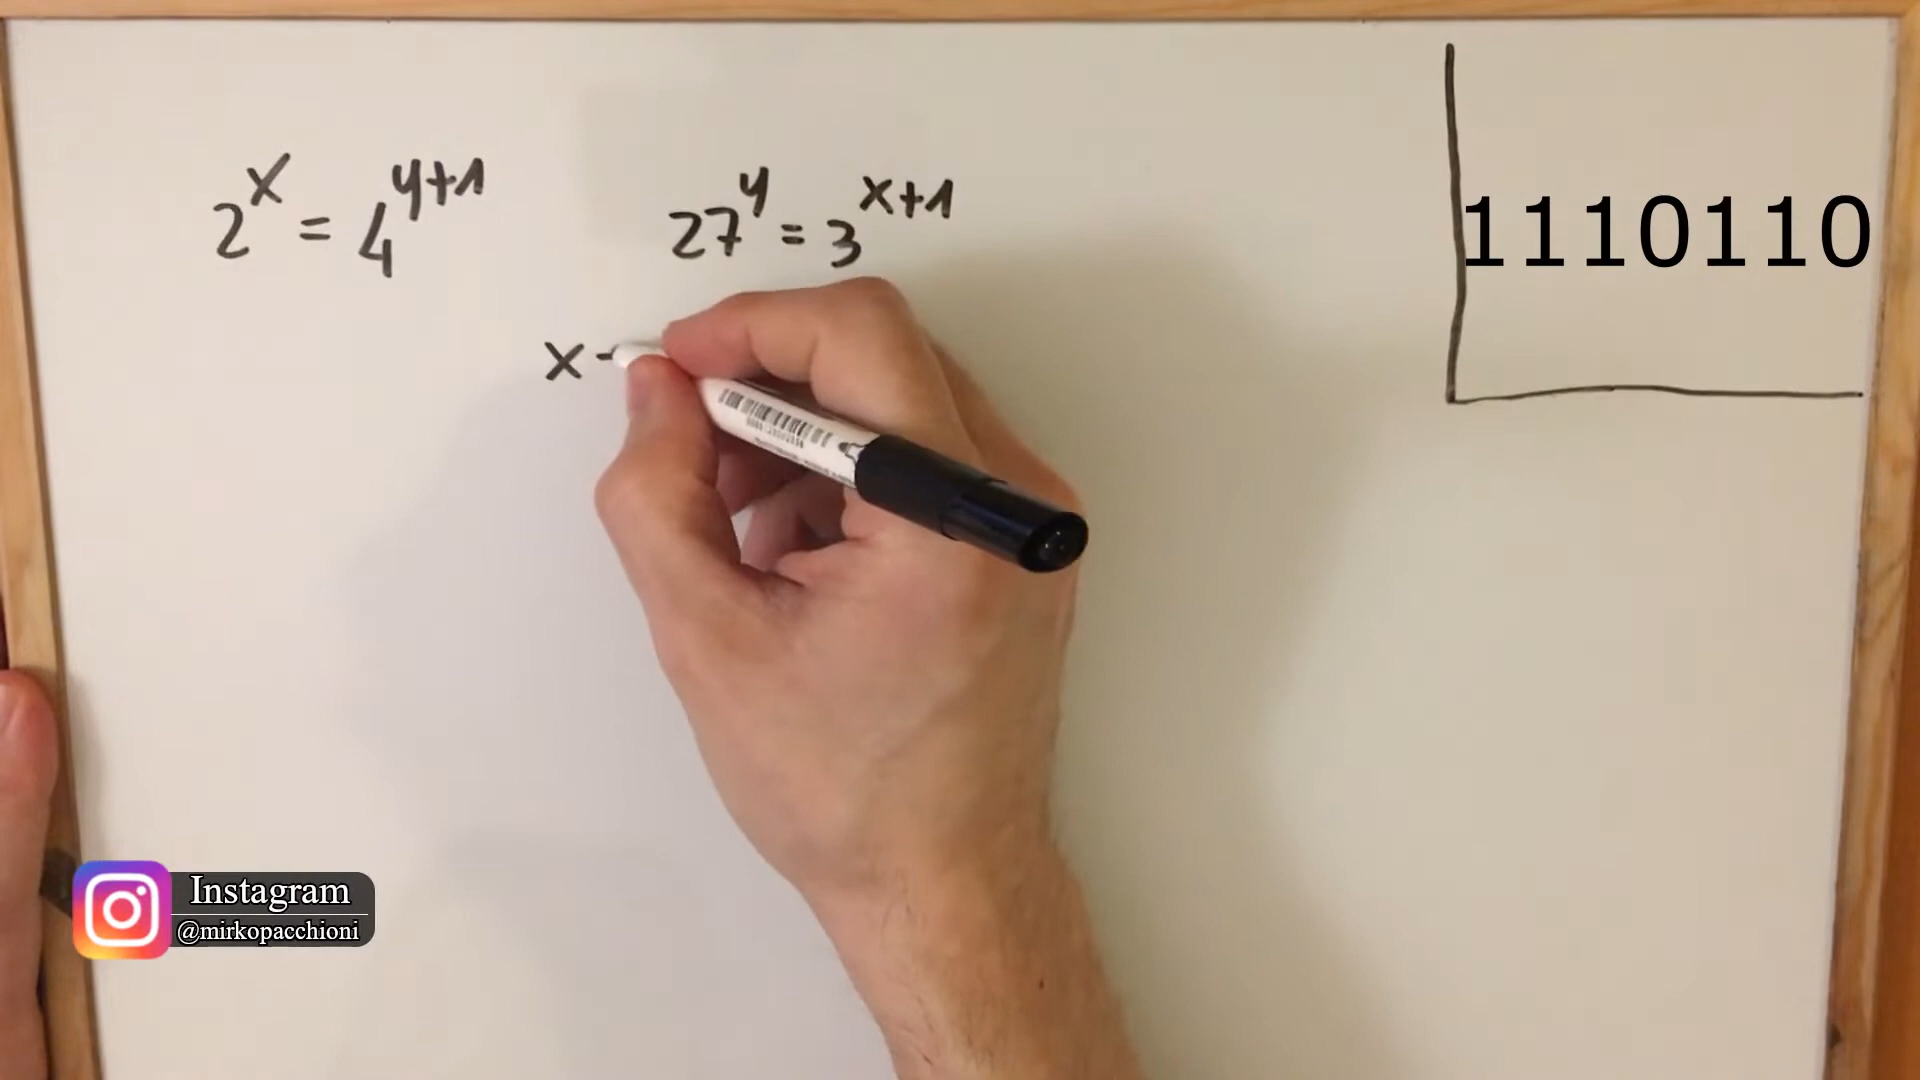 2^x = 4^{y+1}
27^y = 3^{x+1}
1110110
x -
Instagram
@mirkopacchioni